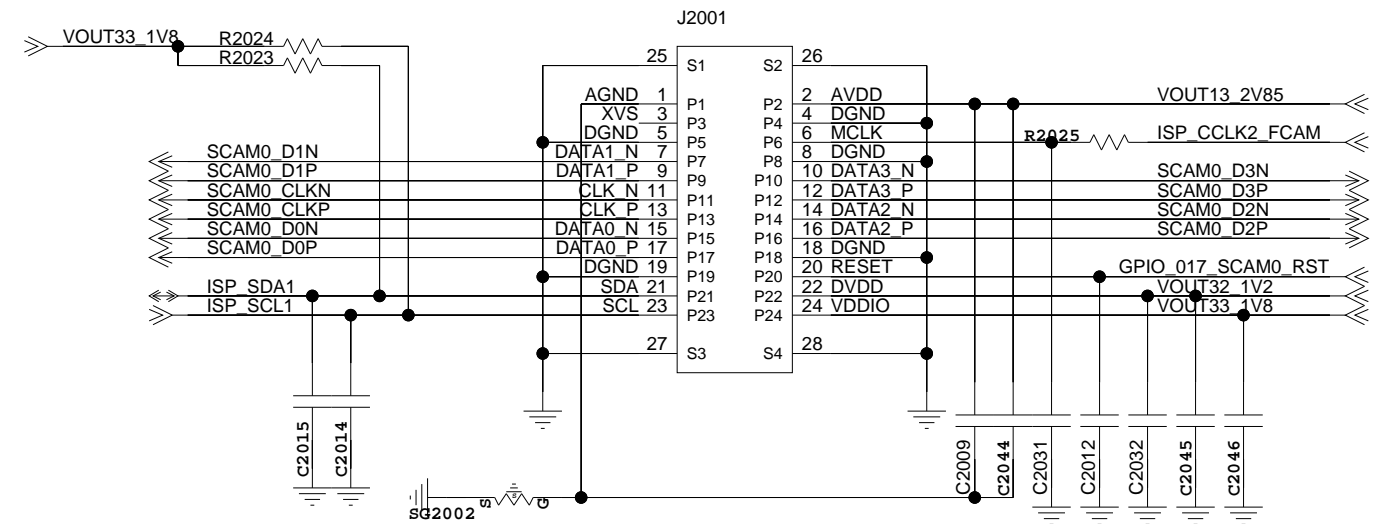 J2001
VOUT33_1V8 R2024
R2023
25 S1 S2 26
AGND 1 P1 P2 2 AVDD VOUT13_2V85
XVS 3 P3 P4 4 DGND
DGND 5 P5 P6 6 MCLK R2025 ISP_CCLK2_FCAM
SCAM0_D1N DATA1_N 7 P7 P8 8 DGND
SCAM0_D1P DATA1_P 9 P9 P10 10 DATA3_N SCAM0_D3N
SCAM0_CLKN CLK_N 11 P11 P12 12 DATA3_P SCAM0_D3P
SCAM0_CLKP CLK_P 13 P13 P14 14 DATA2_N SCAM0_D2N
SCAM0_D0N DATA0_N 15 P15 P16 16 DATA2_P SCAM0_D2P
SCAM0_D0P DATA0_P 17 P17 P18 18 DGND
DGND 19 P19 P20 20 RESET GPIO_017_SCAM0_RST
ISP_SDA1 SDA 21 P21 P22 22 DVDD VOUT32_1V2
ISP_SCL1 SCL 23 P23 P24 24 VDDIO VOUT33_1V8
27 S3 S4 28
C2015 C2014 C2009 C2044 C2031 C2012 C2032 C2045 C2046
SG2002 S S G